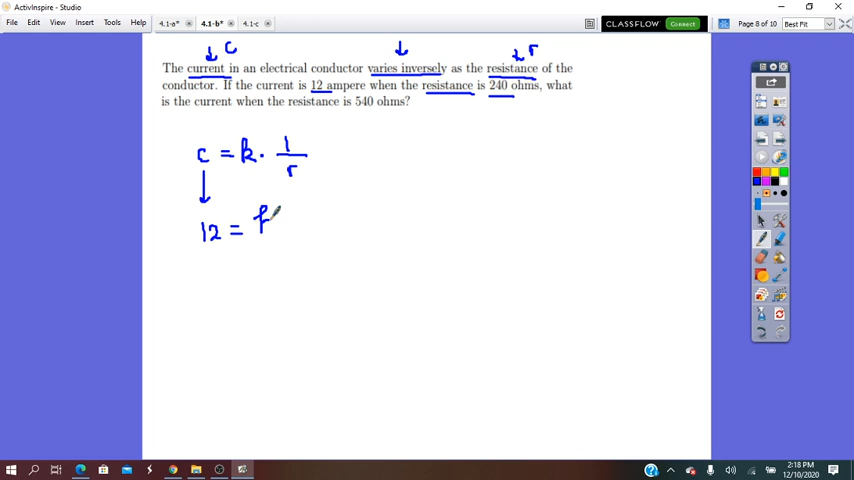 ActivInspire - Studio
File Edit View Insert Tools Help
4.1-a* 4.1-b* 4.1-c
CLASSFLOW Connect
Page 8 of 10 Best Fit
c r
The current in an electrical conductor varies inversely as the resistance of the
conductor. If the current is 12 ampere when the resistance is 240 ohms, what
is the current when the resistance is 540 ohms?
c = k · 1/r
12 =
2:18 PM
12/10/2020